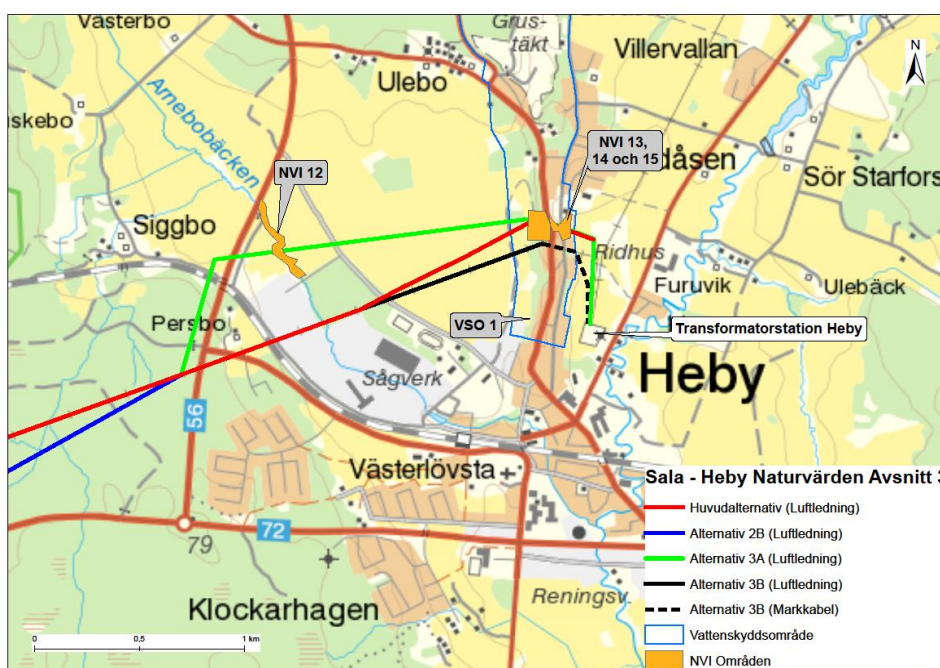 Västerbo
Grus-
täkt
Villervallan
N
Ulebo
Arnebobäcken
uskebo
NVI 12
NVI 13,
14 och 15
dåsen
Sör Starfors
Siggbo
Ridhus
Furuvik
Ulebäck
Persbo
VSO 1
Transformatorstation Heby
Sågverk
Heby
56
Västerlövsta
72
79
Reningsv.
Klockarhagen
0
0,5
1 km
Sala - Heby Naturvärden Avsnitt 3
Huvudalternativ (Luftledning)
Alternativ 2B (Luftledning)
Alternativ 3A (Luftledning)
Alternativ 3B (Luftledning)
Alternativ 3B (Markkabel)
Vattenskyddsområde
NVI Områden